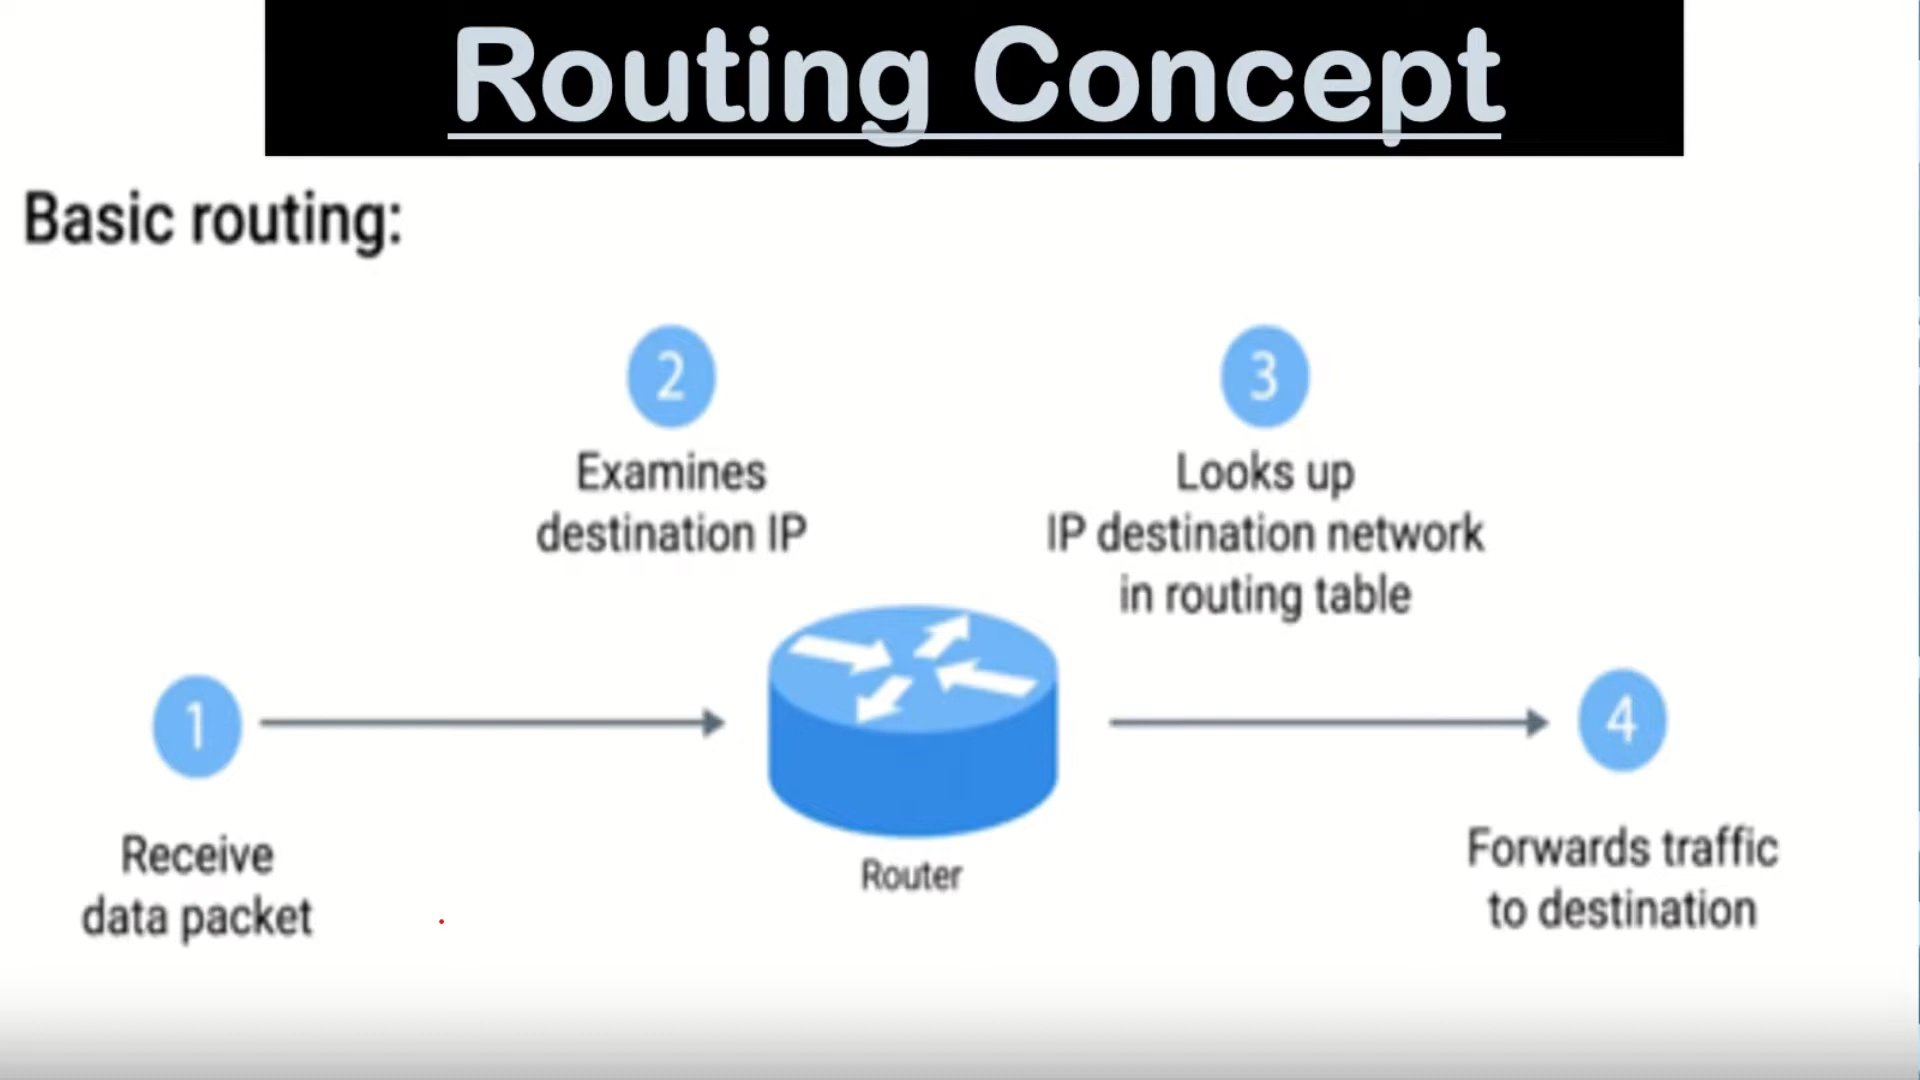 Routing Concept
Basic routing:
1
Receive
data packet
2
Examines
destination IP
3
Looks up
IP destination network
in routing table
Router
4
Forwards traffic
to destination